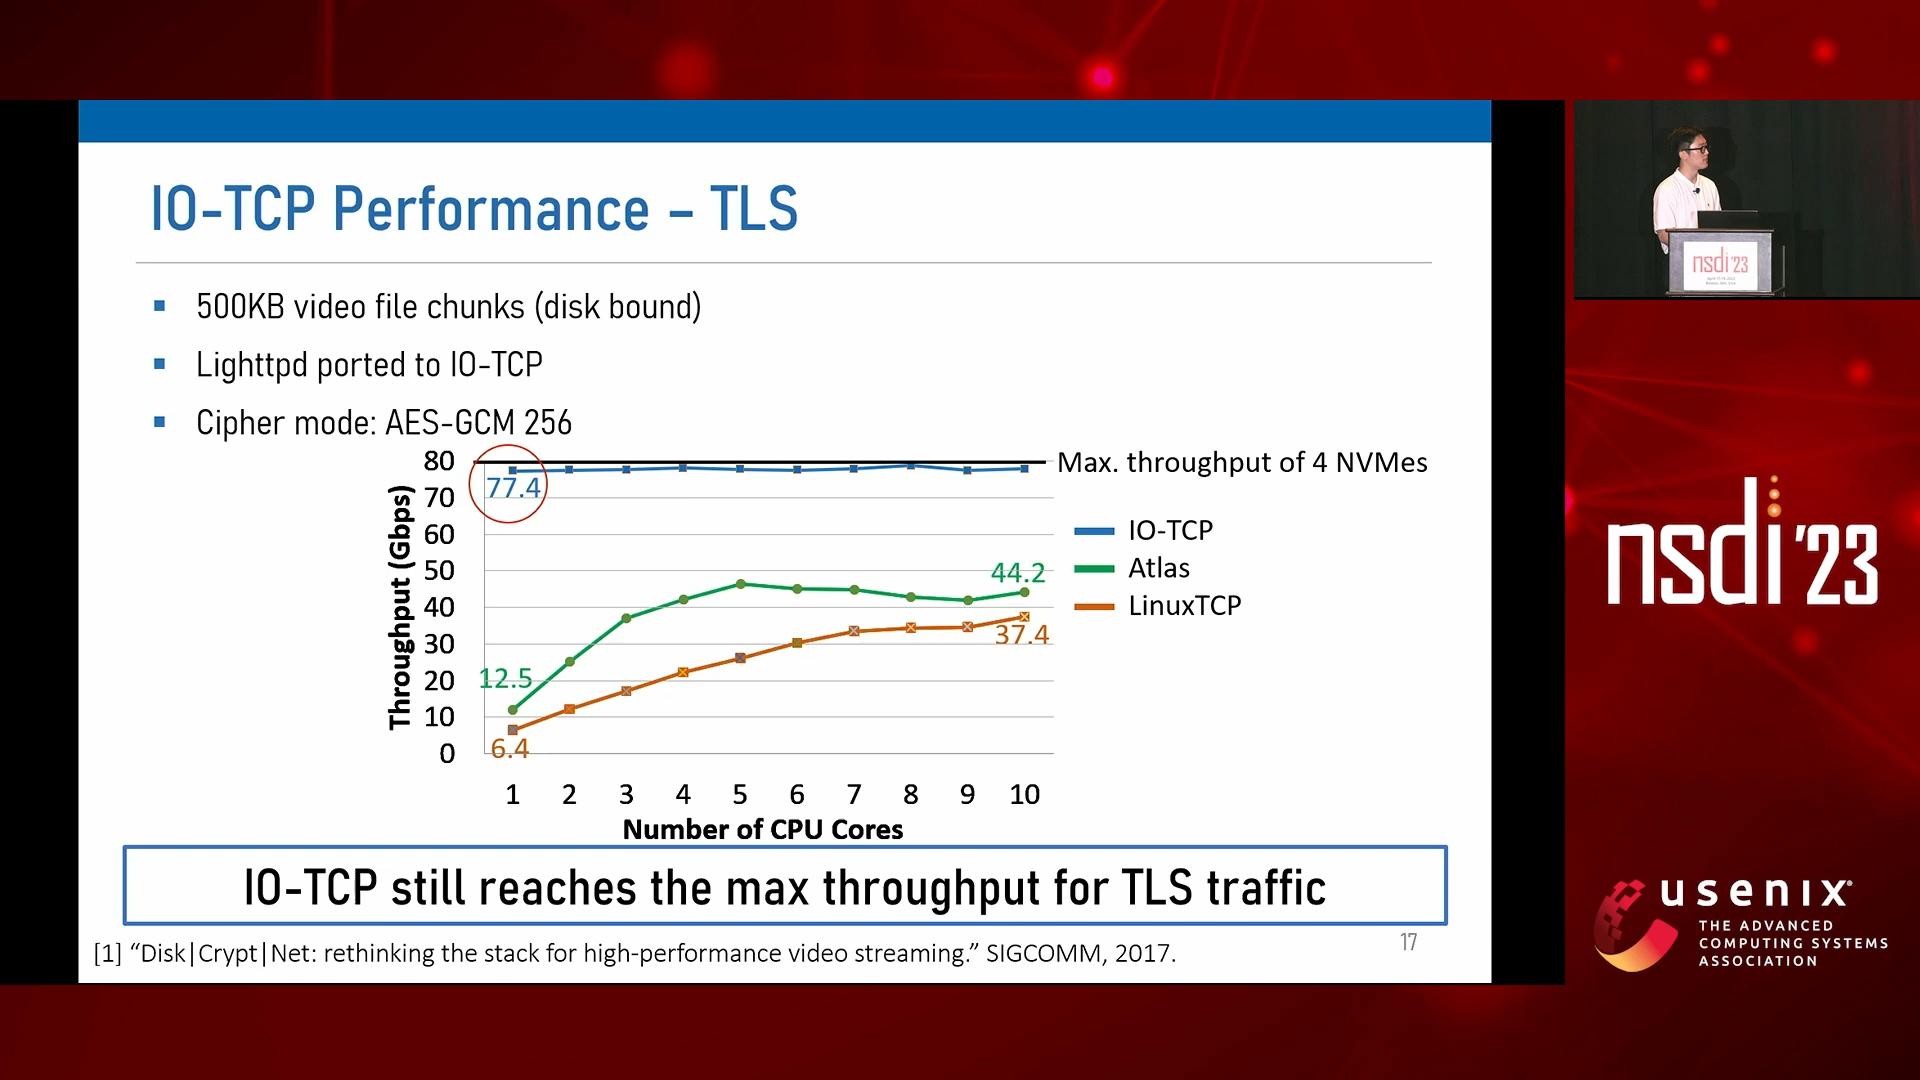 IO-TCP Performance – TLS
▪ 500KB video file chunks (disk bound)
▪ Lighttpd ported to IO-TCP
▪ Cipher mode: AES-GCM 256
80
70
60
50
40
30
20
10
0
Throughput (Gbps)
77.4
12.5
6.4
44.2
37.4
Max. throughput of 4 NVMes
IO-TCP
Atlas
LinuxTCP
1 2 3 4 5 6 7 8 9 10
Number of CPU Cores
IO-TCP still reaches the max throughput for TLS traffic
[1] “Disk|Crypt|Net: rethinking the stack for high-performance video streaming.” SIGCOMM, 2017.
17
nsdi '23
nsdi '23
usenix®
THE ADVANCED
COMPUTING SYSTEMS
ASSOCIATION